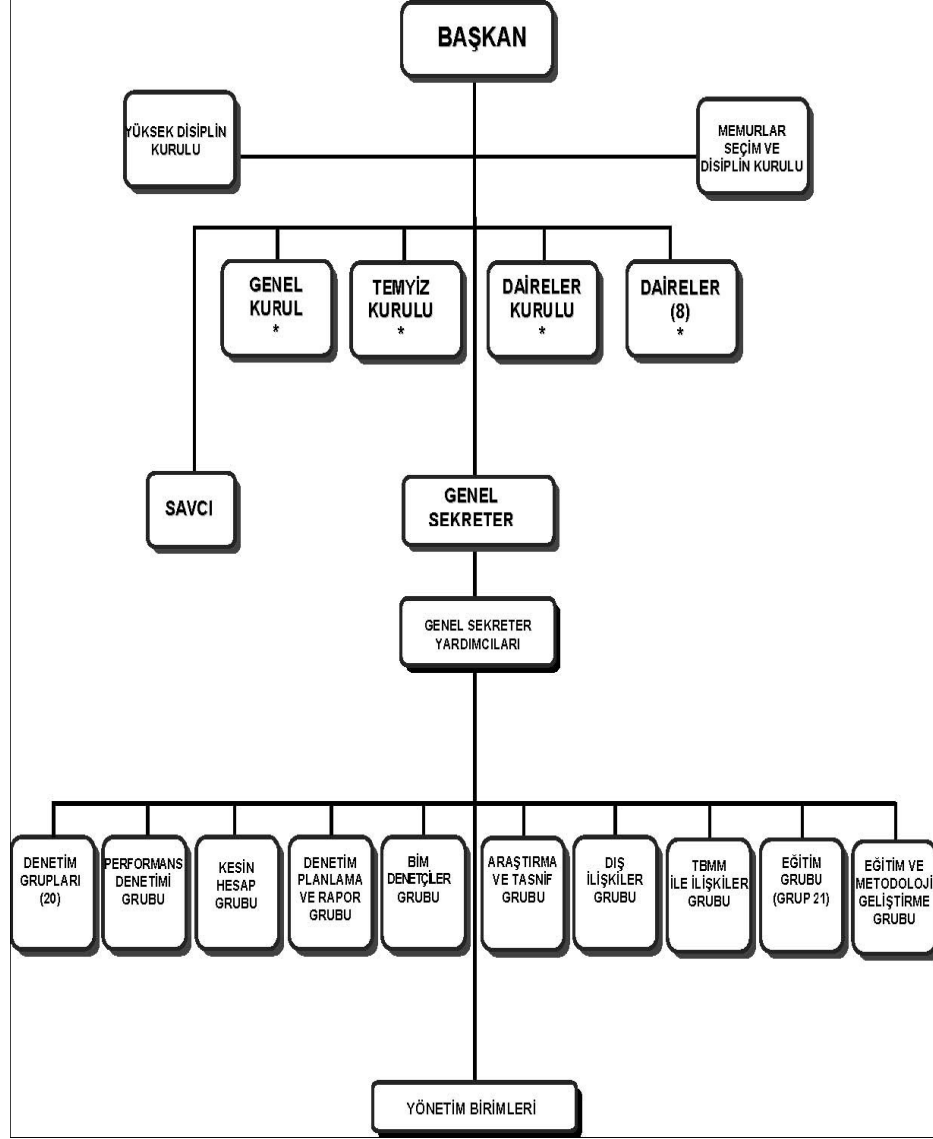 BAŞKAN
YÜKSEK DİSİPLİN
KURULU
MEMURLAR
SEÇİM VE
DİSİPLİN KURULU
GENEL
KURUL
*
TEMYİZ
KURULU
*
DAİRELER
KURULU
*
DAİRELER
(8)
*
SAVCI
GENEL
SEKRETER
GENEL SEKRETER
YARDIMCILARI
DENETİM
GRUPLARI
(20)
PERFORMANS
DENETİMİ
GRUBU
KESİN
HESAP
GRUBU
DENETİM
PLANLAMA
VE RAPOR
GRUBU
BİM
DENETÇİLER
GRUBU
ARAŞTIRMA
VE TASNİF
GRUBU
DIŞ
İLİŞKİLER
GRUBU
TBMM
İLE İLİŞKİLER
GRUBU
EĞİTİM
GRUBU
(GRUP 21)
EĞİTİM VE
METODOLOJİ
GELİŞTİRME
GRUBU
YÖNETİM BİRİMLERİ